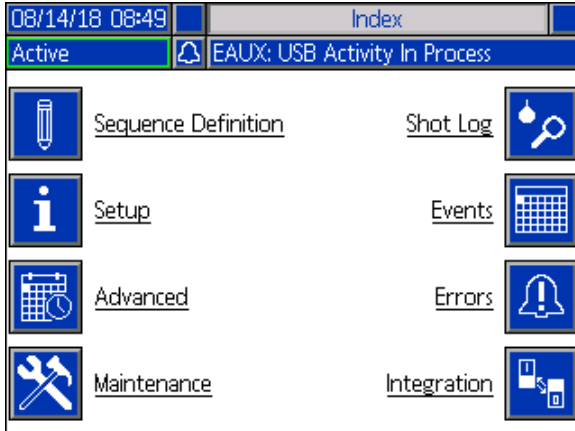 08/14/18 08:49 Index
Active EAUX: USB Activity In Process
Sequence Definition Shot Log
Setup Events
Advanced Errors
Maintenance Integration